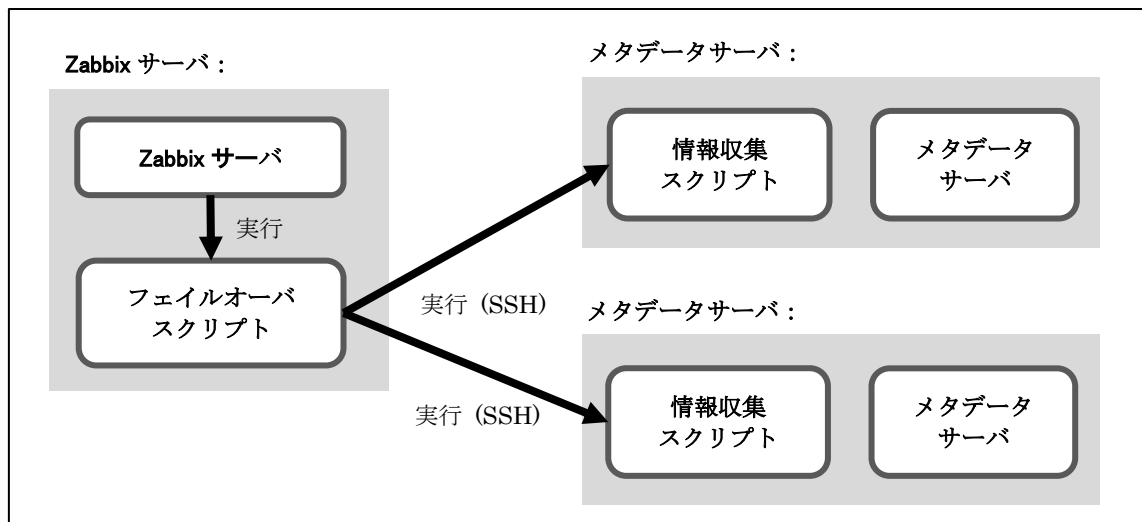 Zabbix サーバ：
Zabbix サーバ
実行
フェイルオーバ
スクリプト
実行 (SSH)
実行 (SSH)
メタデータサーバ：
情報収集
スクリプト
メタデータ
サーバ
メタデータサーバ：
情報収集
スクリプト
メタデータ
サーバ